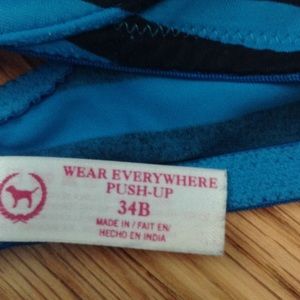 WEAR EVERYWHERE
PUSH-UP
34B
MADE IN / FAIT EN/
HECHO EN INDIA